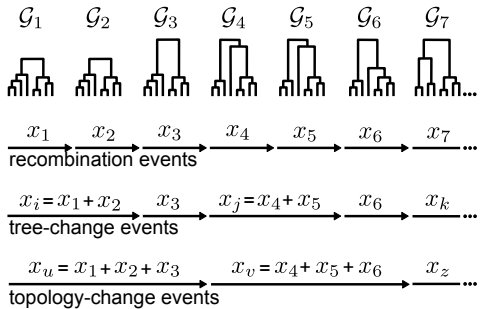 𝒢₁ 𝒢₂ 𝒢₃ 𝒢₄ 𝒢₅ 𝒢₆ 𝒢₇
...
x₁ x₂ x₃ x₄ x₅ x₆ x₇ ...
recombination events
xᵢ=x₁+x₂ x₃ xⱼ=x₄+x₅ x₆ xₖ ...
tree-change events
xᵤ = x₁+x₂+x₃ xᵥ = x₄+x₅+x₆ x_z ...
topology-change events